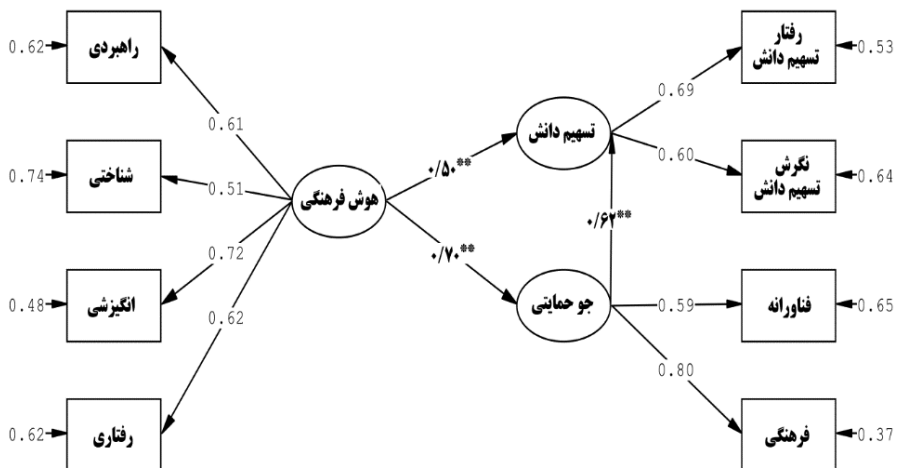 0.62
راهبردی
0.61
0.74
شناختی
0.51
0.48
انگیزشی
0.72
0.62
رفتاری
0.62
هوش فرهنگی
۰/۵۰**
۰/۷۰**
تسهیم دانش
۰/۶۲**
جو حمایتی
0.69
رفتار
تسهیم دانش
0.53
0.60
نگرش
تسهیم دانش
0.64
0.59
فناورانه
0.65
0.80
فرهنگی
0.37